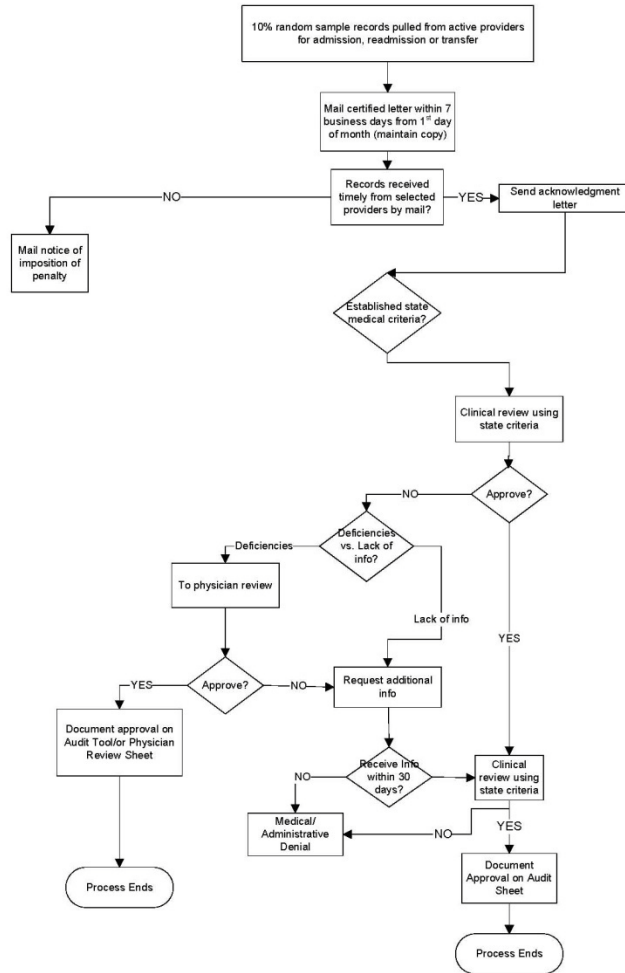 10% random sample records pulled from active providers
for admission, readmission or transfer
Mail certified letter within 7
business days from 1st day
of month (maintain copy)
Records received
timely from selected
providers by mail?
NO
YES
Send acknowledgment
letter
Mail notice of
imposition of
penalty
Established state
medical criteria?
Clinical review using
state criteria
Approve?
NO
Deficiencies
vs. Lack of
info?
Deficiencies
To physician review
Lack of info
YES
Approve?
YES
NO
Request additional
info
Document approval on
Audit Tool/or Physician
Review Sheet
Receive Info
within 30
days?
NO
Clinical
review using
state criteria
Medical/
Administrative
Denial
NO
YES
Document
Approval on Audit
Sheet
Process Ends
Process Ends